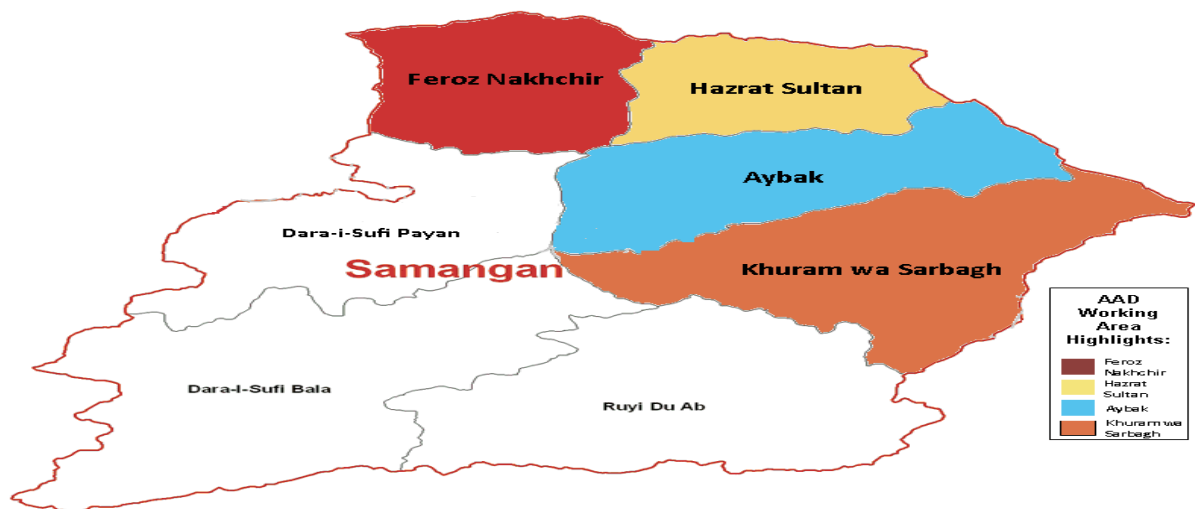 Feroz Nakhchir
Hazrat Sultan
Aybak
Dara-i-Sufi Payan
Samangan
Khuram wa Sarbagh
Dara-I-Sufi Bala
Ruyi Du Ab
AAD
Working
Area
Highlights:
Feroz
Nakhchir
Hazrat
Sultan
Aybak
Khuram wa
Sarbagh